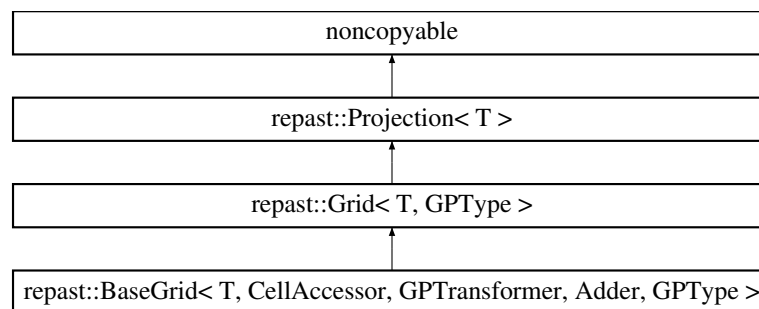 noncopyable
repast::Projection< T >
repast::Grid< T, GPType >
repast::BaseGrid< T, CellAccessor, GPTransformer, Adder, GPType >